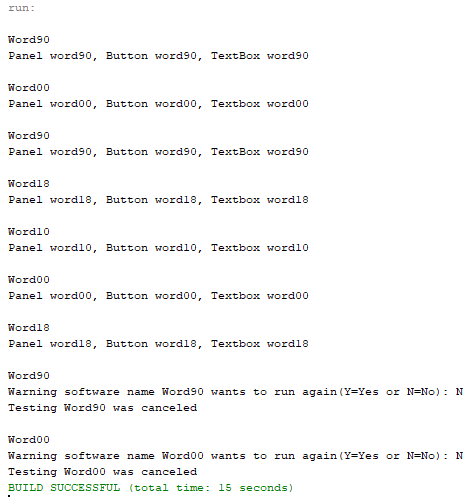 run:
Word90
Panel word90, Button word90, TextBox word90
Word00
Panel word00, Button word00, Textbox word00
Word90
Panel word90, Button word90, TextBox word90
Word18
Panel word18, Button word18, Textbox word18
Word10
Panel word10, Button word10, Textbox word10
Word00
Panel word00, Button word00, Textbox word00
Word18
Panel word18, Button word18, Textbox word18
Word90
Warning software name Word90 wants to run again(Y=Yes or N=No): N
Testing Word90 was canceled
Word00
Warning software name Word00 wants to run again(Y=Yes or N=No): N
Testing Word00 was canceled
BUILD SUCCESSFUL (total time: 15 seconds)